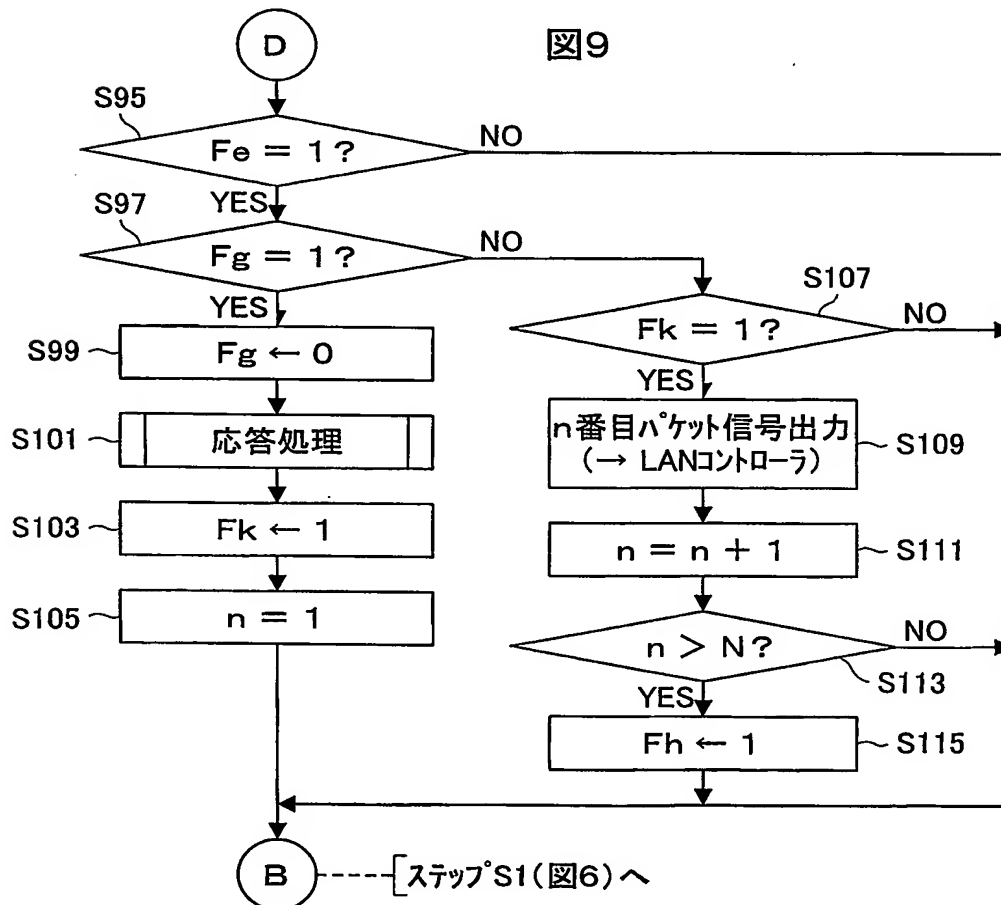 図9
D
S95
Fe = 1?
NO
YES
S97
Fg = 1?
NO
YES
S99
Fg ← 0
S101
応答処理
S103
Fk ← 1
S105
n = 1
S107
Fk = 1?
NO
YES
n番目パケット信号出力
(→ LANコントローラ)
S109
n = n + 1
S111
n > N?
NO
S113
YES
Fh ← 1
S115
B
ステップS1(図6)へ